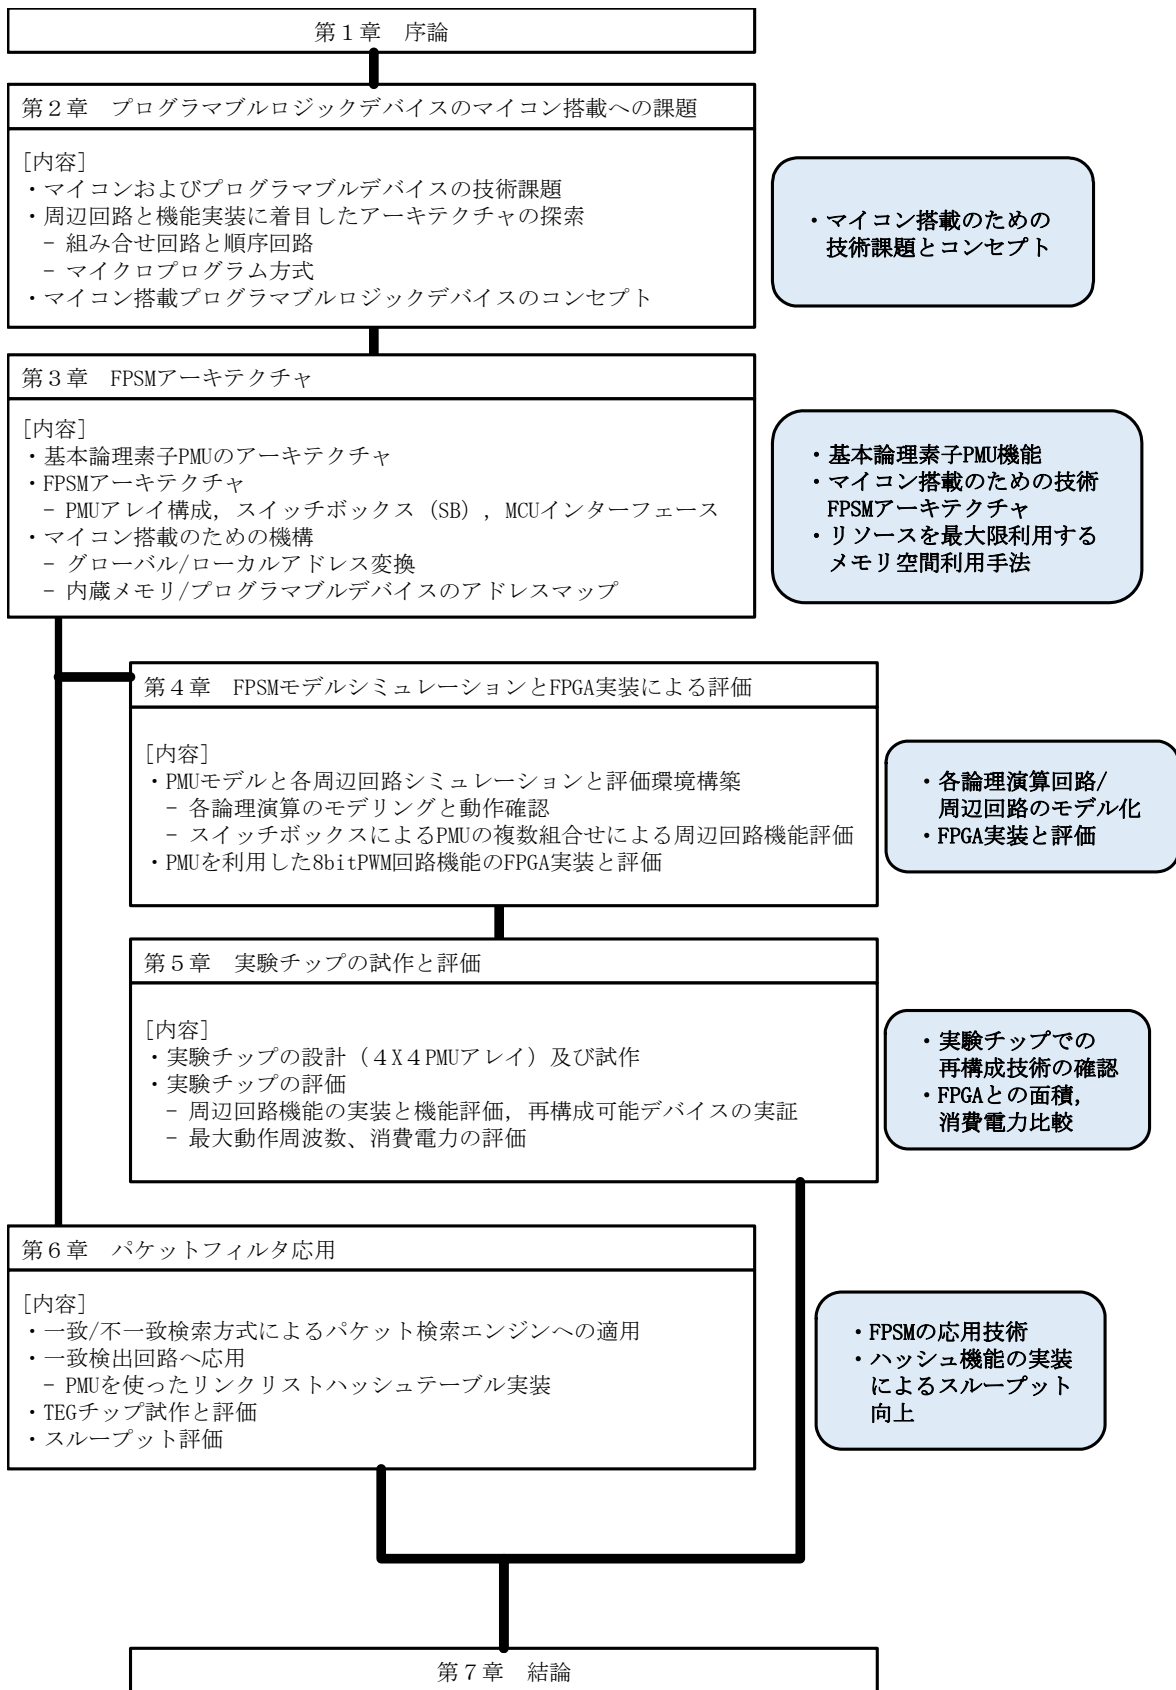 第１章　序論
第２章　プログラマブルロジックデバイスのマイコン搭載への課題
[内容]
・マイコンおよびプログラマブルデバイスの技術課題
・周辺回路と機能実装に着目したアーキテクチャの探索
－ 組み合せ回路と順序回路
－ マイクロプログラム方式
・マイコン搭載プログラマブルロジックデバイスのコンセプト
・マイコン搭載のための
技術課題とコンセプト
第３章　FPSMアーキテクチャ
[内容]
・基本論理素子PMUのアーキテクチャ
・FPSMアーキテクチャ
－ PMUアレイ構成，スイッチボックス（SB），MCUインターフェース
・マイコン搭載のための機構
－ グローバル/ローカルアドレス変換
－ 内蔵メモリ/プログラマブルデバイスのアドレスマップ
・基本論理素子PMU機能
・マイコン搭載のための技術
FPSMアーキテクチャ
・リソースを最大限利用する
メモリ空間利用手法
第４章　FPSMモデルシミュレーションとFPGA実装による評価
[内容]
・PMUモデルと各周辺回路シミュレーションと評価環境構築
－ 各論理演算のモデリングと動作確認
－ スイッチボックスによるPMUの複数組合せによる周辺回路機能評価
・PMUを利用した8bitPWM回路機能のFPGA実装と評価
・各論理演算回路/
周辺回路のモデル化
・FPGA実装と評価
第５章　実験チップの試作と評価
[内容]
・実験チップの設計（４X４PMUアレイ）及び試作
・実験チップの評価
－ 周辺回路機能の実装と機能評価，再構成可能デバイスの実証
－ 最大動作周波数、消費電力の評価
・実験チップでの
再構成技術の確認
・FPGAとの面積，
消費電力比較
第６章　パケットフィルタ応用
[内容]
・一致/不一致検索方式によるパケット検索エンジンへの適用
・一致検出回路へ応用
－ PMUを使ったリンクリストハッシュテーブル実装
・TEGチップ試作と評価
・スループット評価
・FPSMの応用技術
・ハッシュ機能の実装
によるスループット
向上
第７章　結論